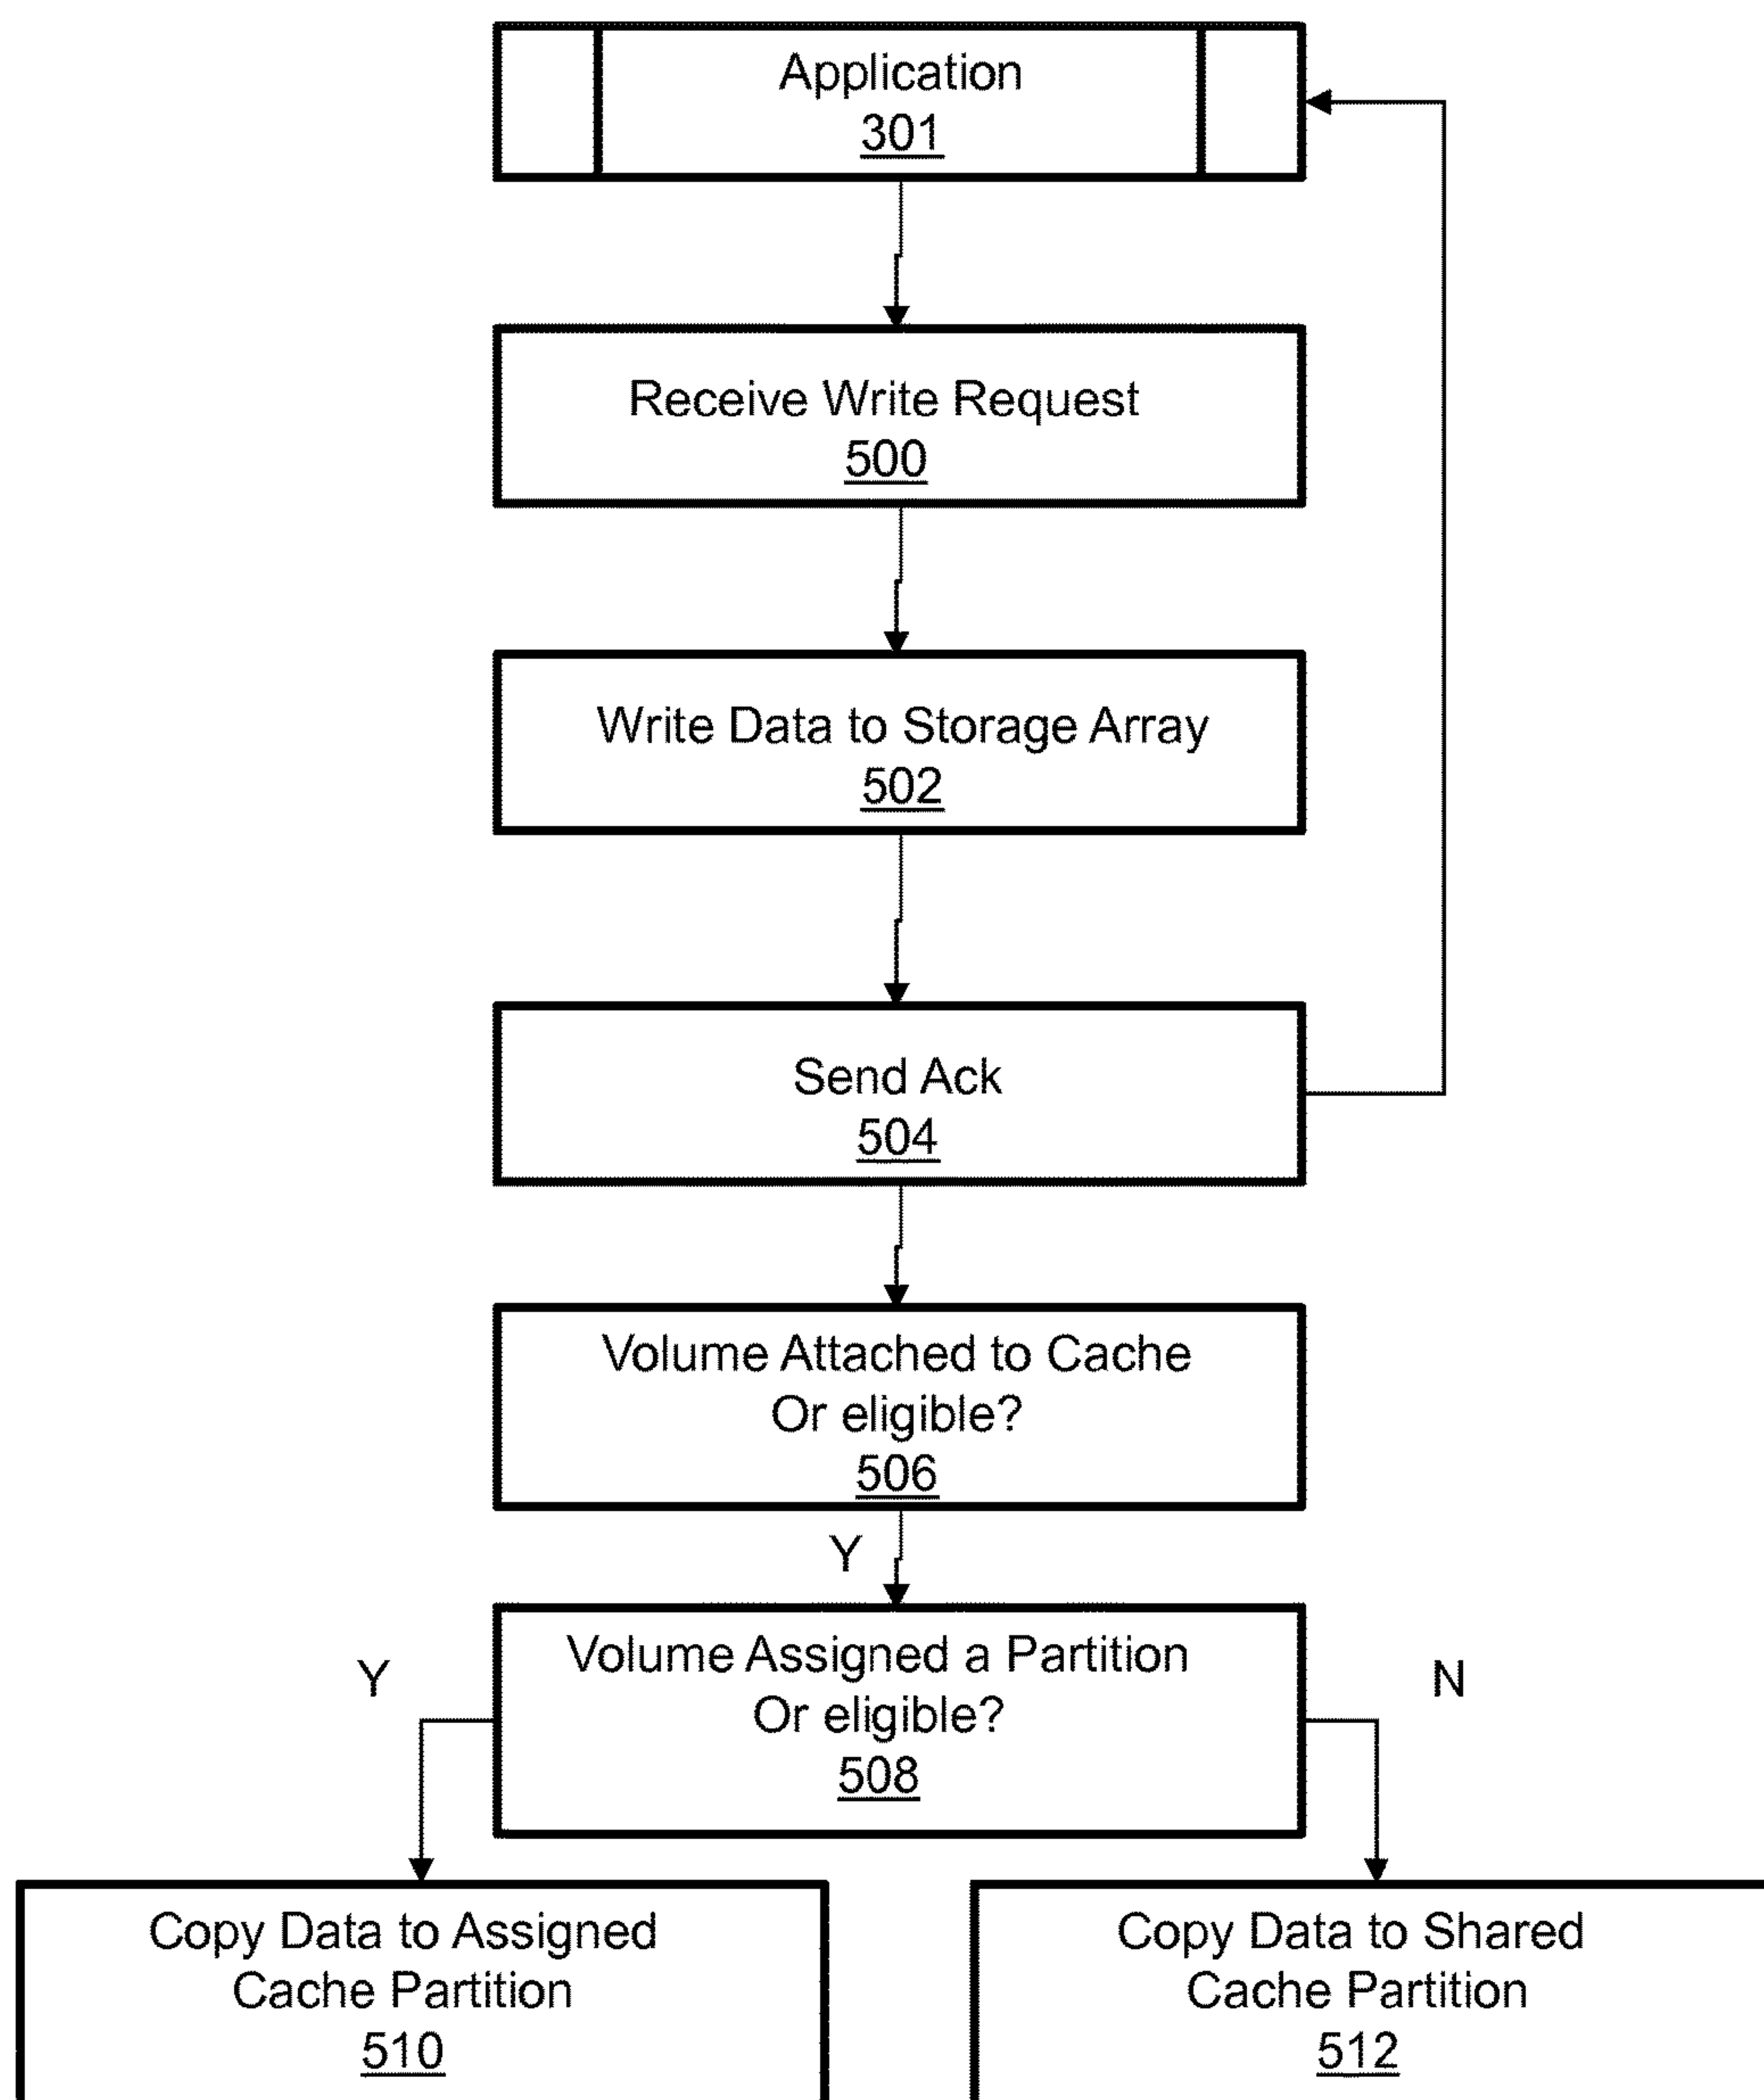 Application
301
Receive Write Request
500
Write Data to Storage Array
502
Send Ack
504
Volume Attached to Cache
Or eligible?
506
Y
Volume Assigned a Partition
Or eligible?
508
Y
N
Copy Data to Assigned
Cache Partition
510
Copy Data to Shared
Cache Partition
512